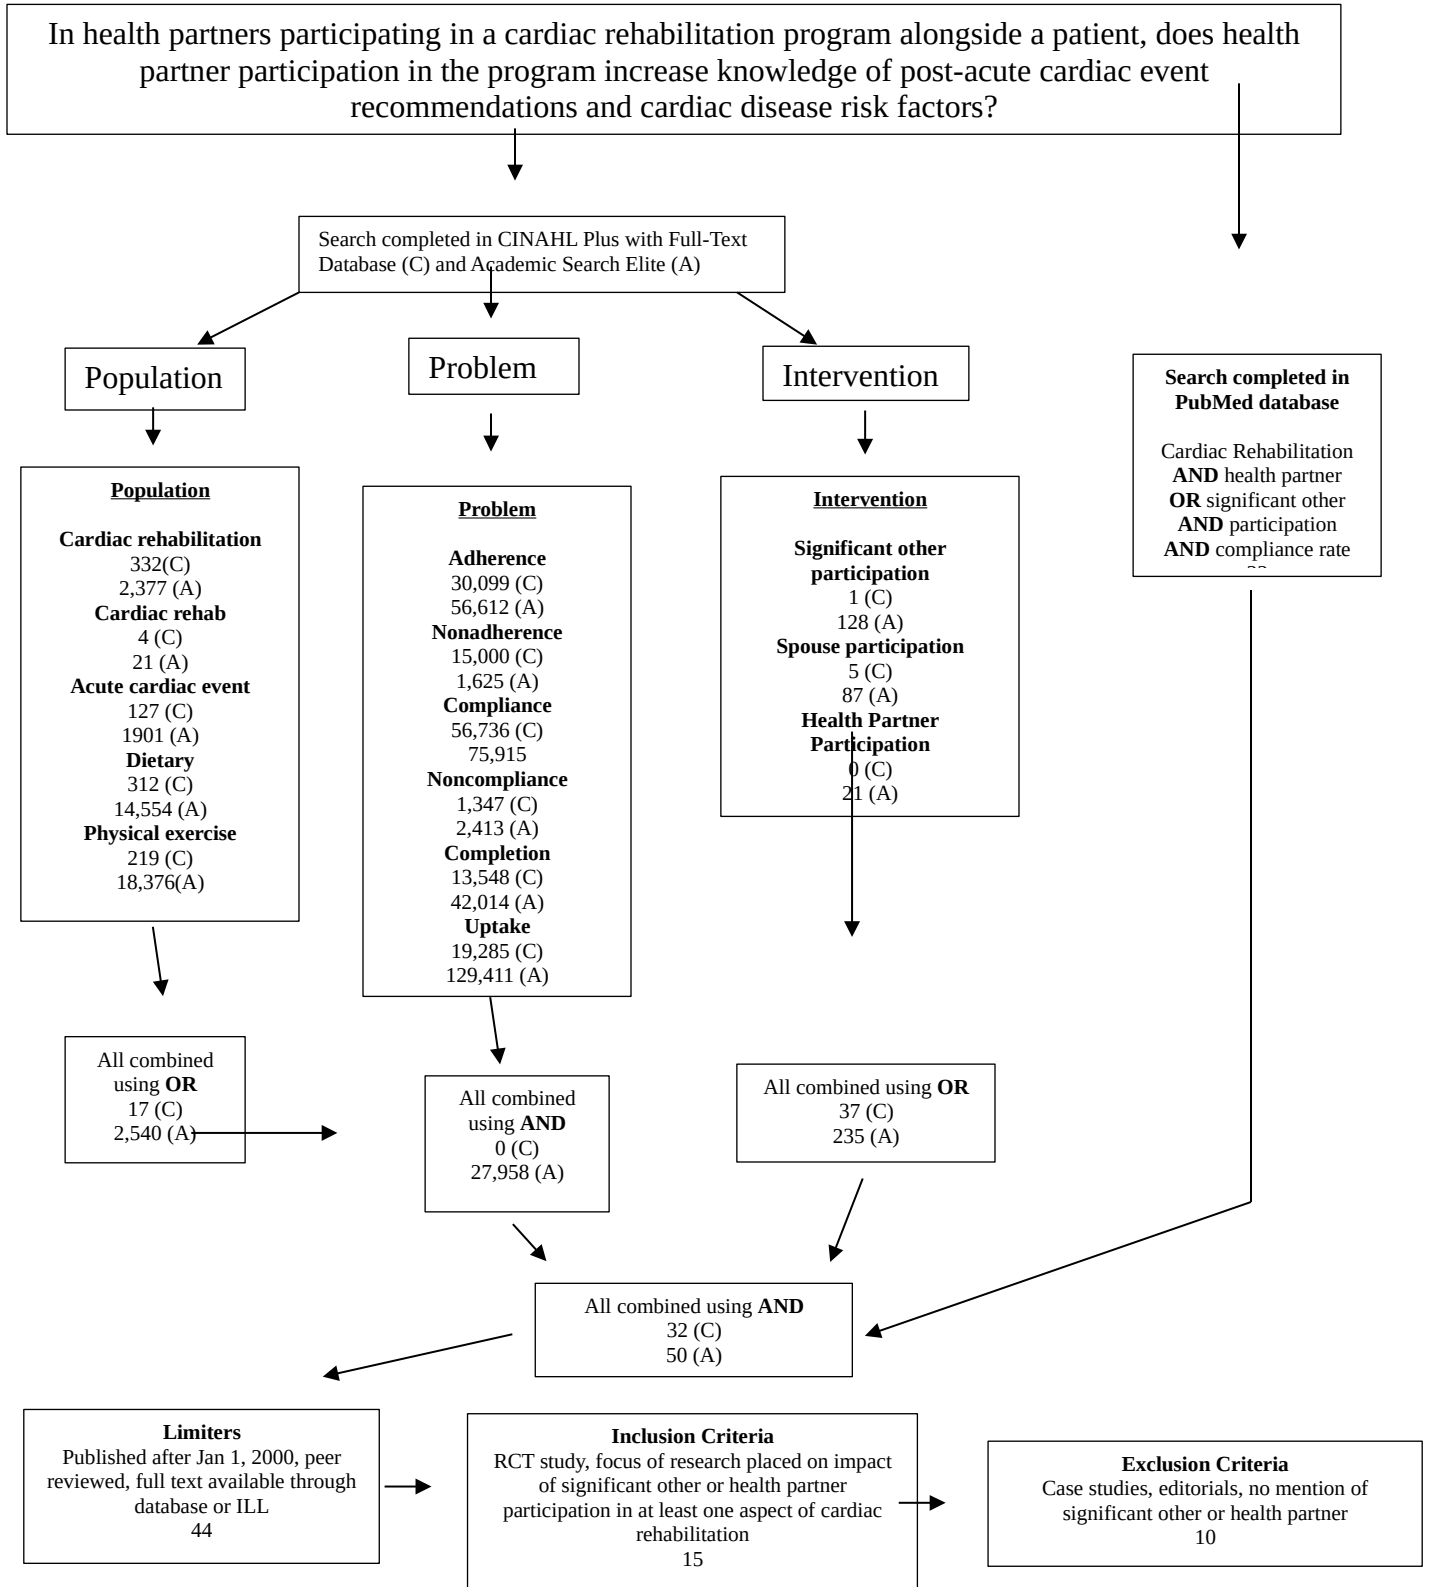 In health partners participating in a cardiac rehabilitation program alongside a patient, does health
partner participation in the program increase knowledge of post-acute cardiac event
recommendations and cardiac disease risk factors?
Search completed in CINAHL Plus with Full-Text
Database (C) and Academic Search Elite (A)
Population
Problem
Intervention
Search completed in
PubMed database
Cardiac Rehabilitation
AND health partner
OR significant other
AND participation
AND compliance rate
Population
Cardiac rehabilitation
332(C)
2,377 (A)
Cardiac rehab
4 (C)
21 (A)
Acute cardiac event
127 (C)
1901 (A)
Dietary
312 (C)
14,554 (A)
Physical exercise
219 (C)
18,376(A)
Problem
Adherence
30,099 (C)
56,612 (A)
Nonadherence
15,000 (C)
1,625 (A)
Compliance
56,736 (C)
75,915
Noncompliance
1,347 (C)
2,413 (A)
Completion
13,548 (C)
42,014 (A)
Uptake
19,285 (C)
129,411 (A)
Intervention
Significant other
participation
1 (C)
128 (A)
Spouse participation
5 (C)
87 (A)
Health Partner
Participation
0 (C)
21 (A)
All combined
using OR
17 (C)
2,540 (A)
All combined
using AND
0 (C)
27,958 (A)
All combined using OR
37 (C)
235 (A)
All combined using AND
32 (C)
50 (A)
Limiters
Published after Jan 1, 2000, peer
reviewed, full text available through
database or ILL
44
Inclusion Criteria
RCT study, focus of research placed on impact
of significant other or health partner
participation in at least one aspect of cardiac
rehabilitation
15
Exclusion Criteria
Case studies, editorials, no mention of
significant other or health partner
10